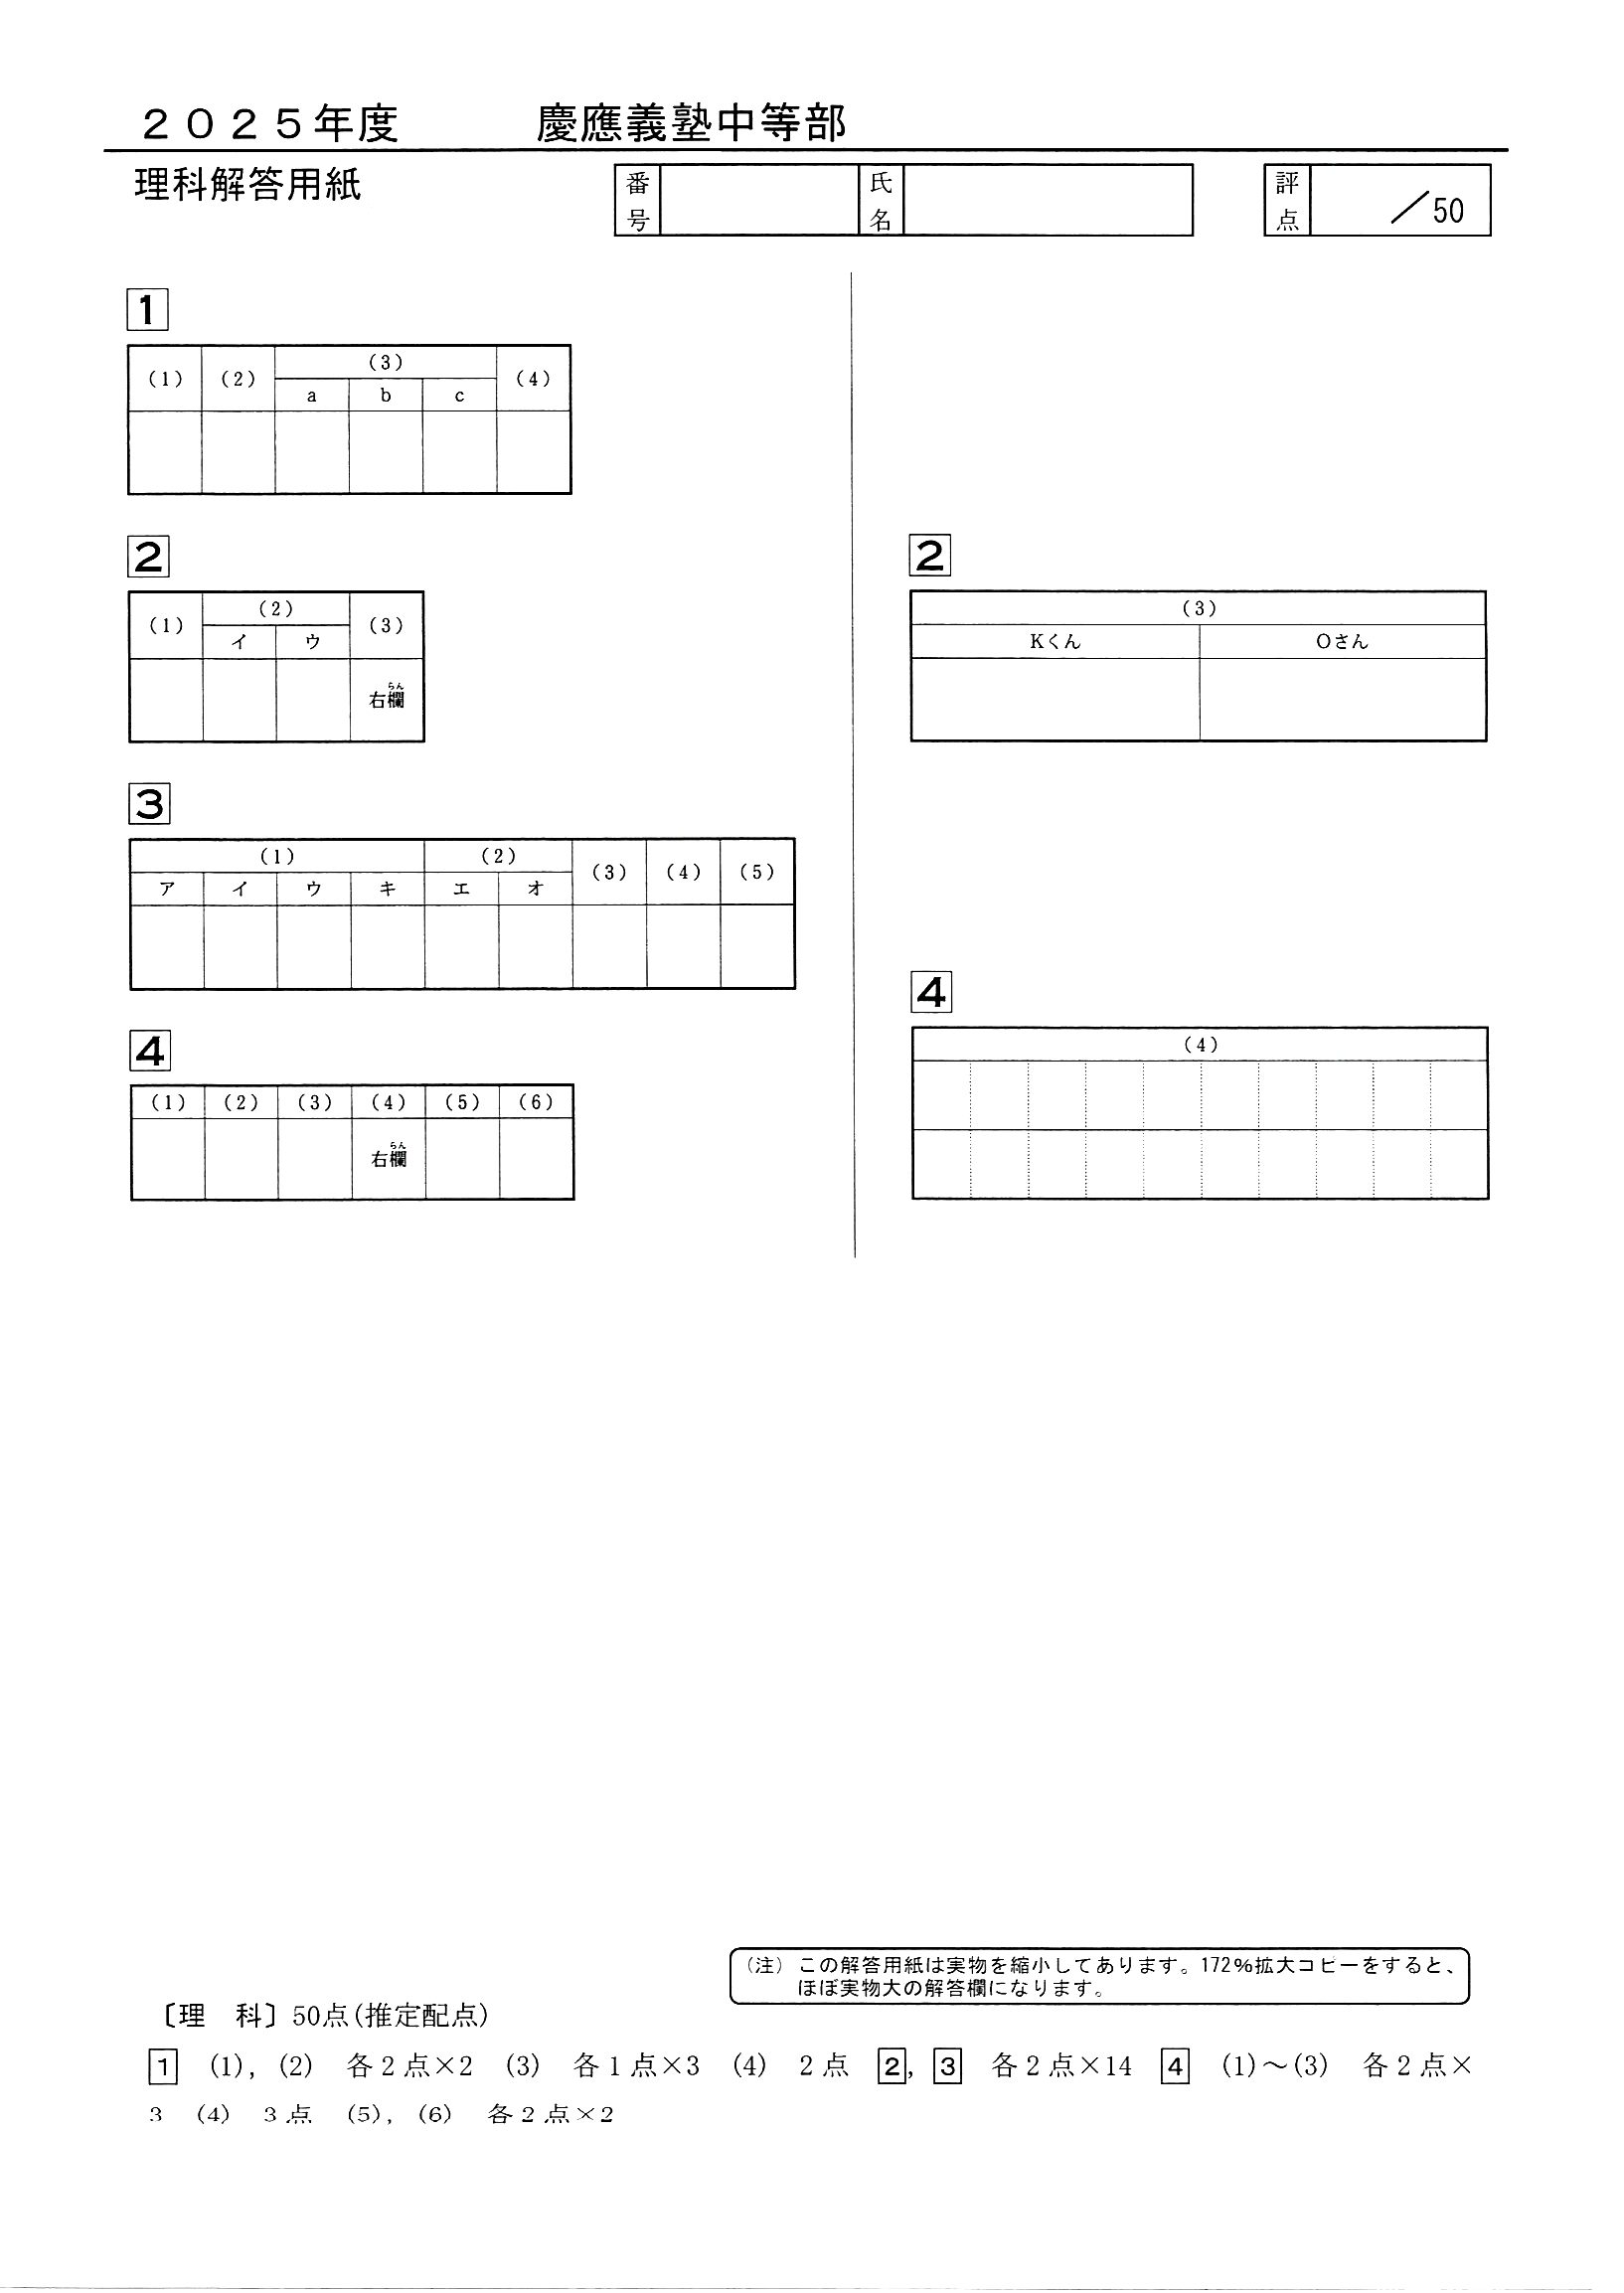 ２０２５年度　慶應義塾中等部
理科解答用紙
番号
氏名
評点
／50
1
(1) (2) (3) (4)
a b c
2
(1) (2) (3)
イ ウ
右欄
らん
2
(3)
Kくん Oさん
3
(1) (2) (3) (4) (5)
ア イ ウ キ エ オ
4
(1) (2) (3) (4) (5) (6)
右欄
らん
4
(4)
(注) この解答用紙は実物を縮小してあります。172％拡大コピーをすると、
ほぼ実物大の解答欄になります。
〔理　科〕50点(推定配点)
1　(1)，(2)　各２点×2　(3)　各１点×3　(4)　２点　2，3　各２点×14　4　(1)～(3)　各２点×
3　(4)　３点　(5)，(6)　各２点×2